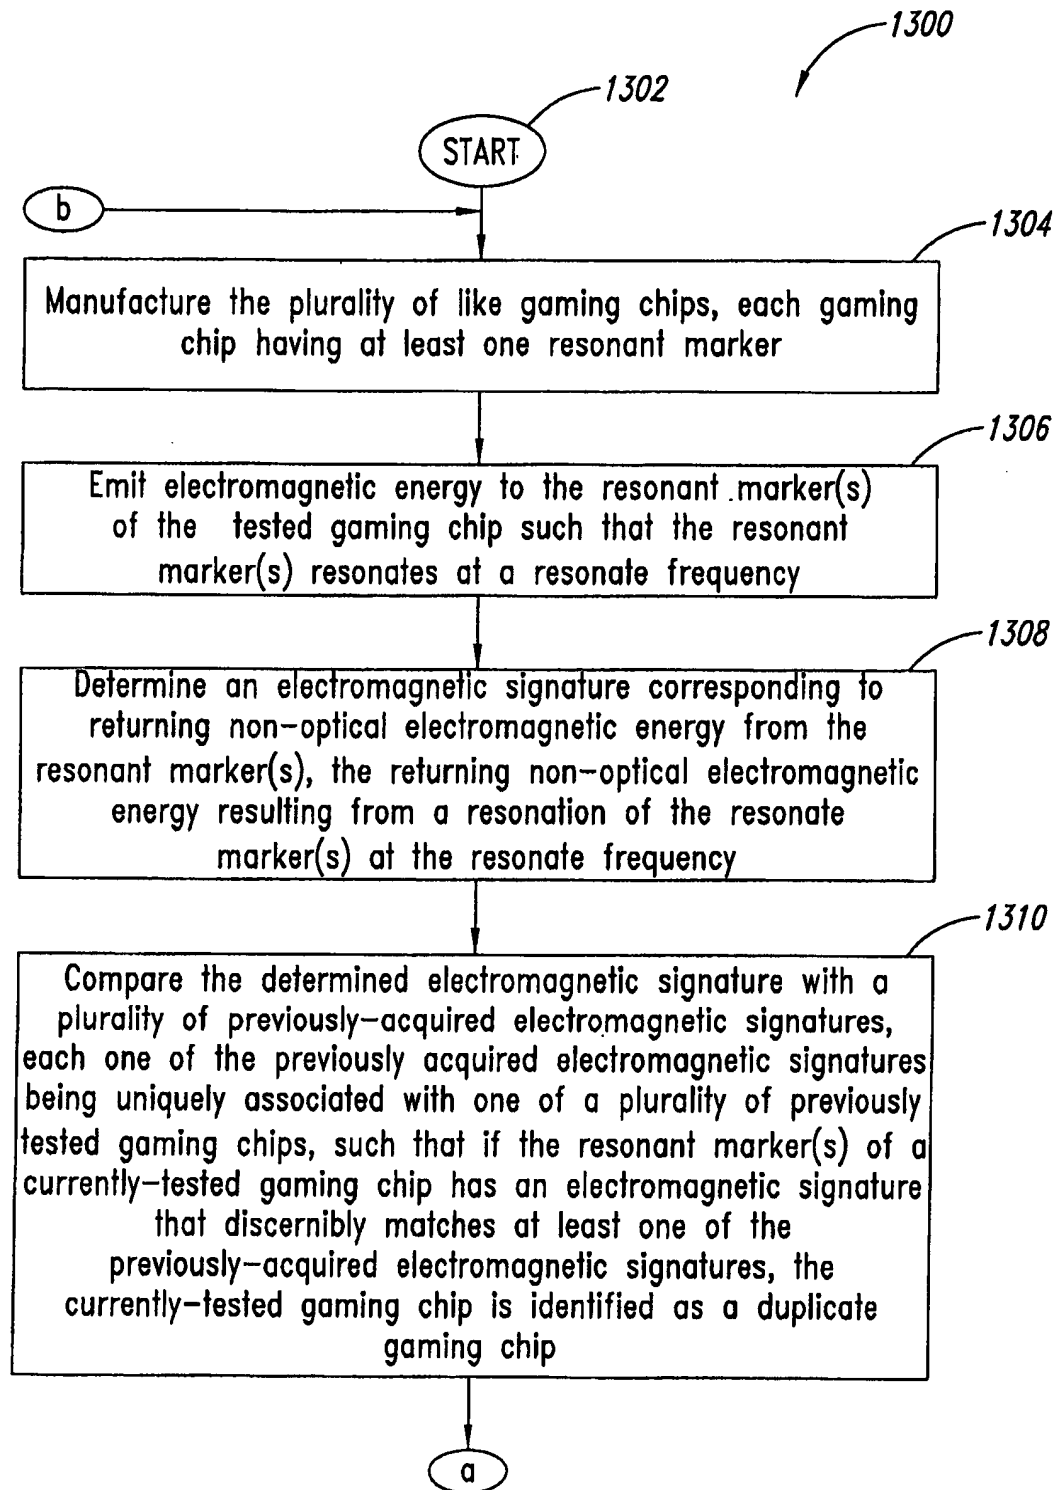 1300
1302
START
b
1304
Manufacture the plurality of like gaming chips, each gaming
chip having at least one resonant marker
1306
Emit electromagnetic energy to the resonant marker(s)
of the tested gaming chip such that the resonant
marker(s) resonates at a resonate frequency
1308
Determine an electromagnetic signature corresponding to
returning non-optical electromagnetic energy from the
resonant marker(s), the returning non-optical electromagnetic
energy resulting from a resonation of the resonate
marker(s) at the resonate frequency
1310
Compare the determined electromagnetic signature with a
plurality of previously-acquired electromagnetic signatures,
each one of the previously acquired electromagnetic signatures
being uniquely associated with one of a plurality of previously
tested gaming chips, such that if the resonant marker(s) of a
currently-tested gaming chip has an electromagnetic signature
that discernibly matches at least one of the
previously-acquired electromagnetic signatures, the
currently-tested gaming chip is identified as a duplicate
gaming chip
a